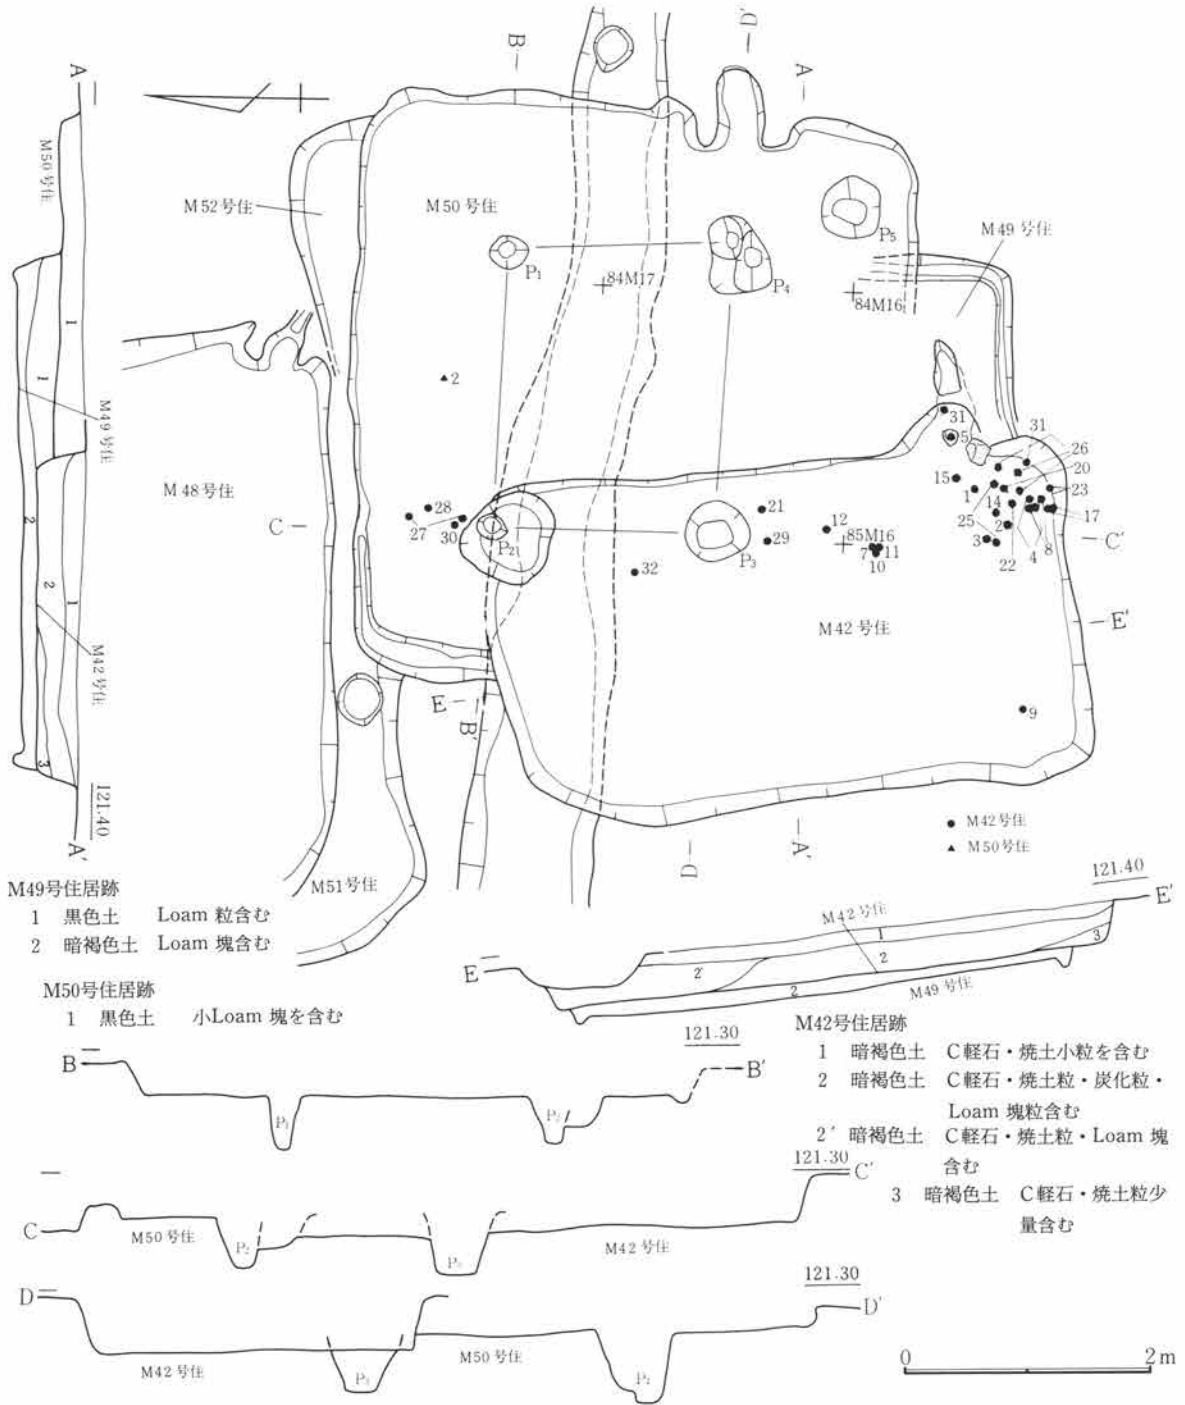 A
B
D'
A
M50号住
M52号住
M50号住
M49号住
P1
84M17
P4
P5
84M16
1
1
M49号住
2
31
5
31
26
20
23
15
1
14
25
2
17
M48号住
C
28
27
30
P2
21
29
P3
12
85M16
7
11
10
3
22
4
8
C'
32
2
2
1
M42号住
E'
M42号住
E
B'
9
3
121.40
A'
D
A'
● M42号住
▲ M50号住
M51号住
M49号住居跡
1 黒色土 Loam 粒含む
2 暗褐色土 Loam 塊含む
121.40
E'
M42号住
1
2
3
2'
E
2
M49号住
M50号住居跡
1 黒色土 小Loam 塊を含む
M42号住居跡
1 暗褐色土 C軽石・焼土小粒を含む
2 暗褐色土 C軽石・焼土粒・炭化粒・
Loam 塊粒含む
2' 暗褐色土 C軽石・焼土粒・Loam 塊
含む
3 暗褐色土 C軽石・焼土粒少
量含む
121.30
B
B'
P1
P2
121.30
C
C'
M50号住
P2
P3
M42号住
121.30
D
D'
M42号住
P3
M50号住
0
2m